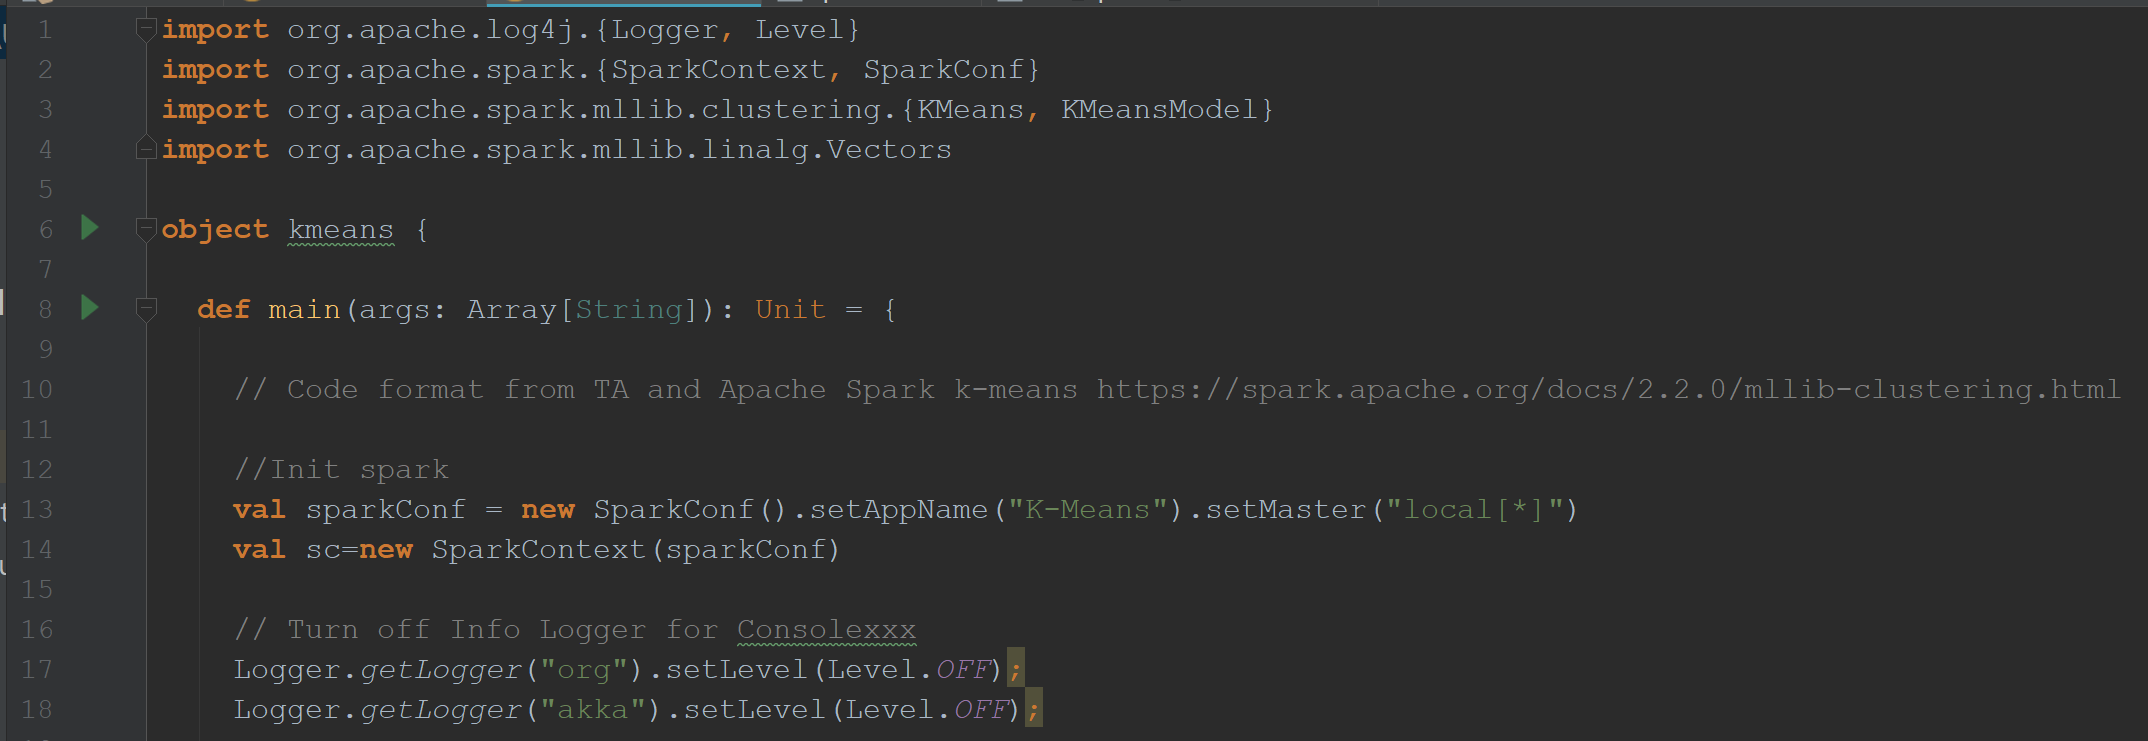 1 import org.apache.log4j.{Logger, Level}
2 import org.apache.spark.{SparkContext, SparkConf}
3 import org.apache.spark.mllib.clustering.{KMeans, KMeansModel}
4 import org.apache.spark.mllib.linalg.Vectors
5
6 object kmeans {
7
8 def main(args: Array[String]): Unit = {
9
10 // Code format from TA and Apache Spark k-means https://spark.apache.org/docs/2.2.0/mllib-clustering.html
11
12 //Init spark
13 val sparkConf = new SparkConf().setAppName("K-Means").setMaster("local[*]")
14 val sc=new SparkContext(sparkConf)
15
16 // Turn off Info Logger for Consolexxx
17 Logger.getLogger("org").setLevel(Level.OFF);
18 Logger.getLogger("akka").setLevel(Level.OFF);